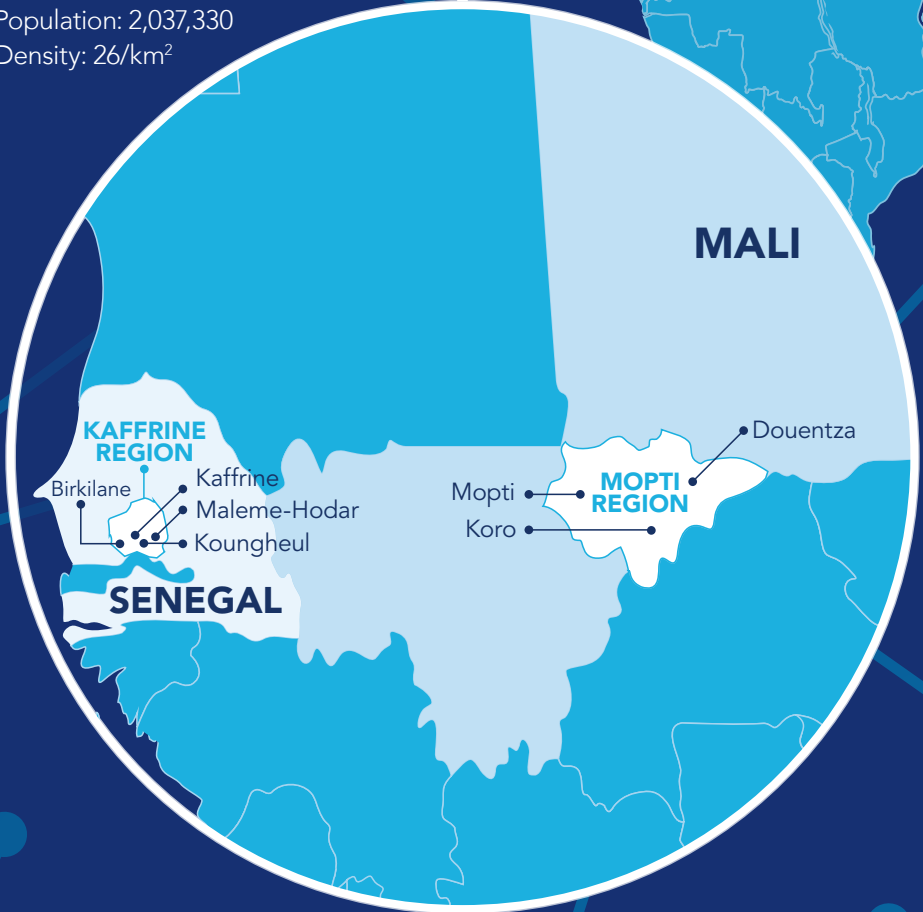 Population: 2,037,330
Density: 26/km²
MALI
KAFFRINE
REGION
Birkilane
Kaffrine
Maleme-Hodar
Koungheul
SENEGAL
Douentza
Mopti
MOPTI
REGION
Koro